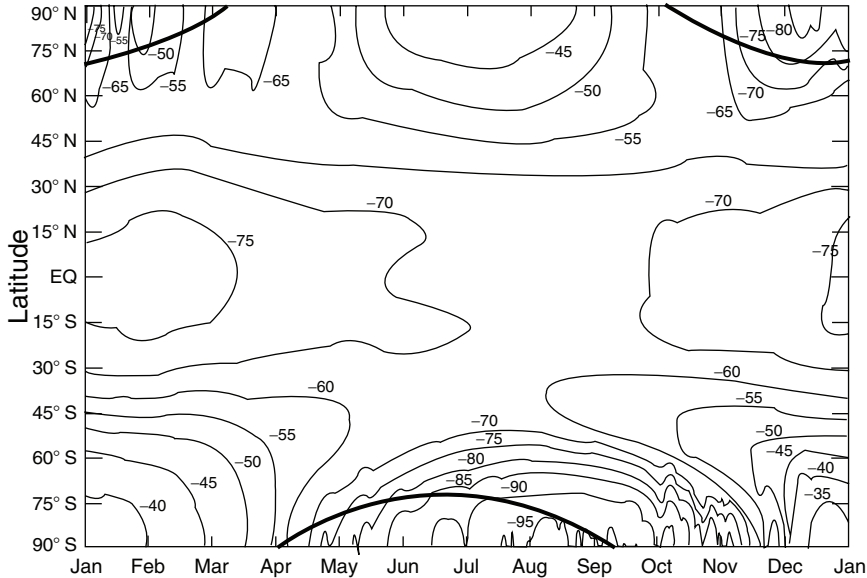 90° N
75° N
60° N
45° N
30° N
15° N
EQ
15° S
30° S
45° S
60° S
75° S
90° S
Latitude
Jan Feb Mar Apr May Jun Jul Aug Sep Oct Nov Dec Jan
−75
−70
−55
−50
−65
−55
−65
−45
−50
−55
−75
−80
−70
−65
−70
−75
−70
−75
−60
−55
−50
−45
−40
−70
−75
−80
−85
−90
−95
−60
−55
−50
−45
−40
−35